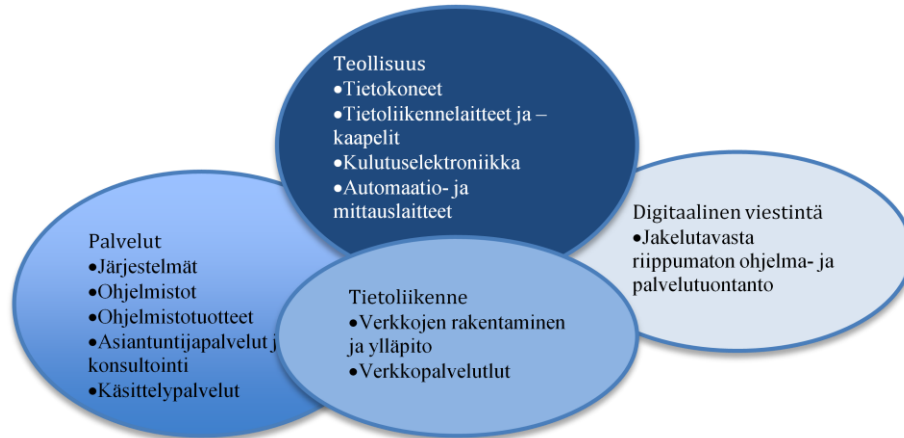 Teollisuus
•Tietokoneet
•Tietoliikennelaitteet ja –
kaapelit
•Kulutuselektroniikka
•Automaatio- ja
mittauslaitteet
Palvelut
•Järjestelmät
•Ohjelmistot
•Ohjelmistotuotteet
•Asiantuntijapalvelut j
konsultointi
•Käsittelypalvelut
Tietoliikenne
•Verkkojen rakentaminen
ja ylläpito
•Verkkopalvelutlut
Digitaalinen viestintä
•Jakelutavasta
riippumaton ohjelma- ja
palvelutuontanto